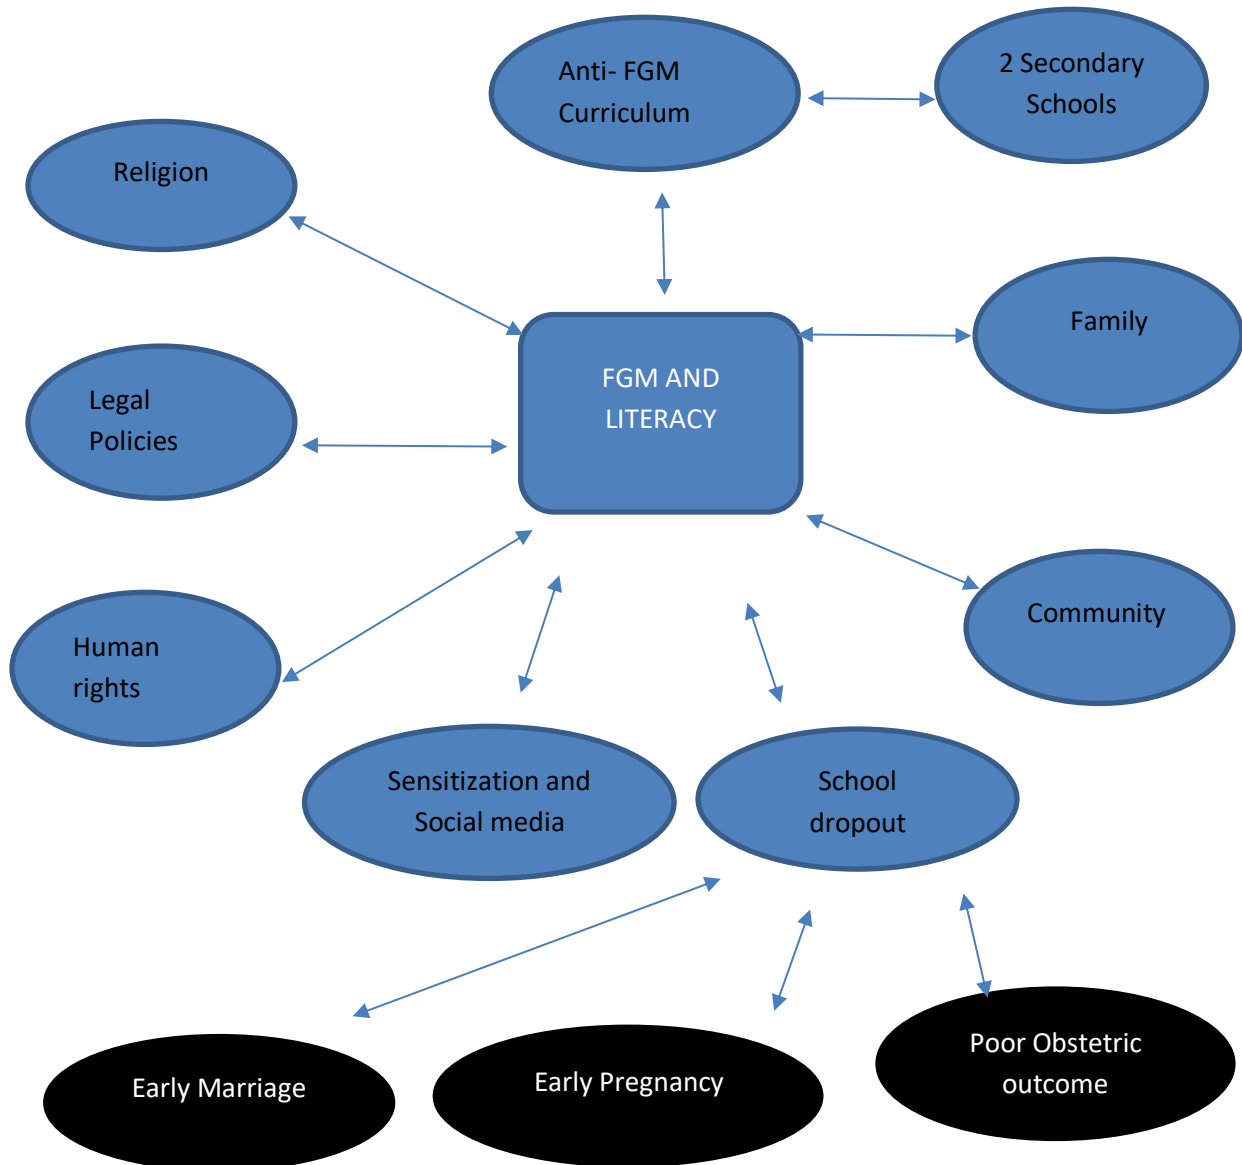 Anti- FGM
Curriculum
2 Secondary
Schools
Religion
Family
FGM AND
LITERACY
Legal
Policies
Community
Human
rights
Sensitization and
Social media
School
dropout
Early Marriage
Early Pregnancy
Poor Obstetric
outcome